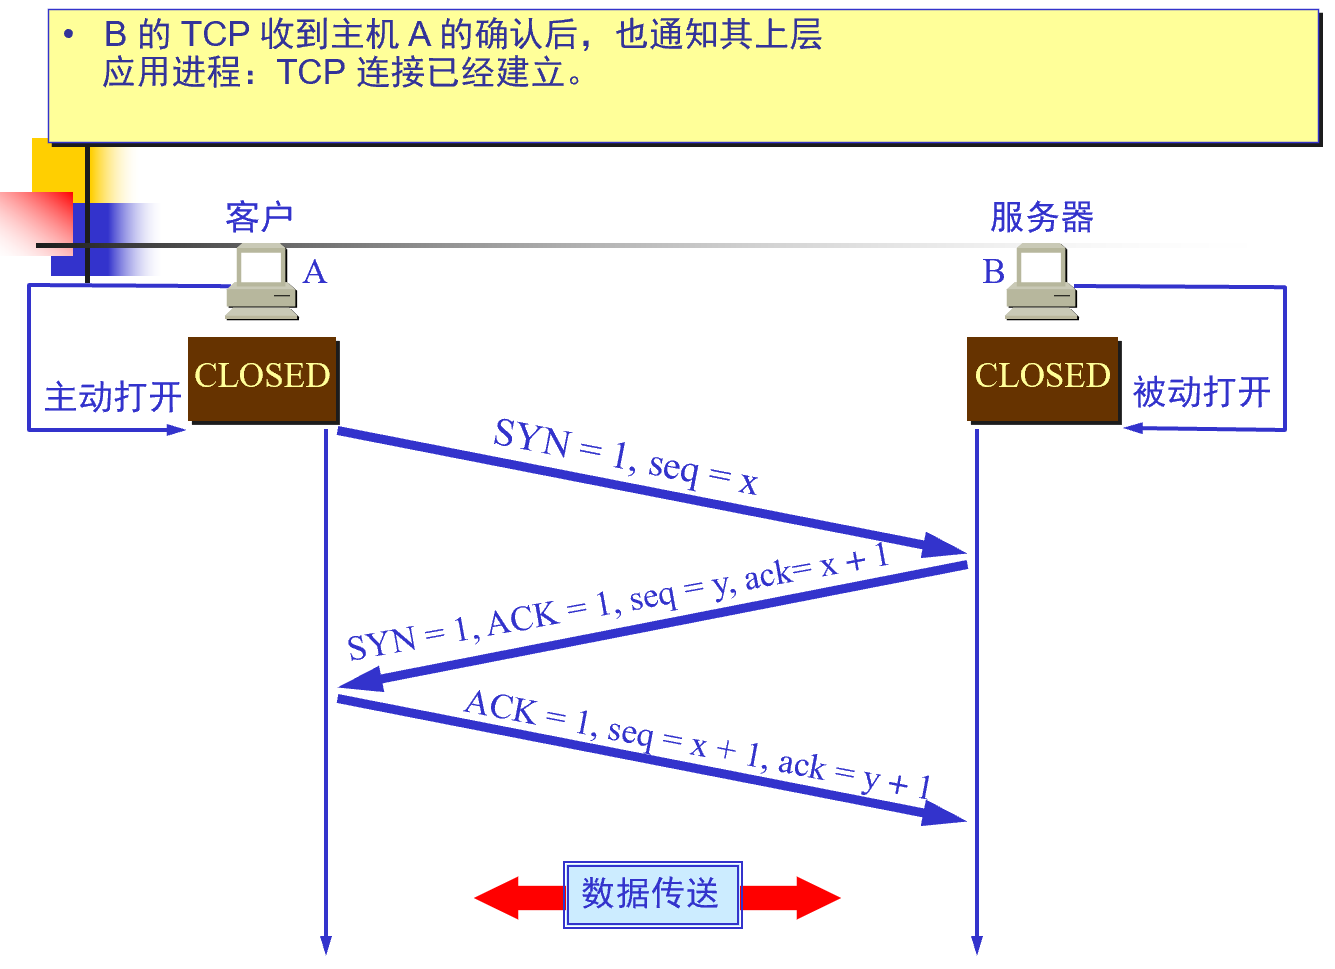 • B 的 TCP 收到主机 A 的确认后，也通知其上层
应用进程：TCP 连接已经建立。
客户
服务器
A
B
CLOSED
CLOSED
主动打开
被动打开
SYN = 1, seq = x
SYN = 1, ACK = 1, seq = y, ack= x + 1
ACK = 1, seq = x + 1, ack = y + 1
数据传送